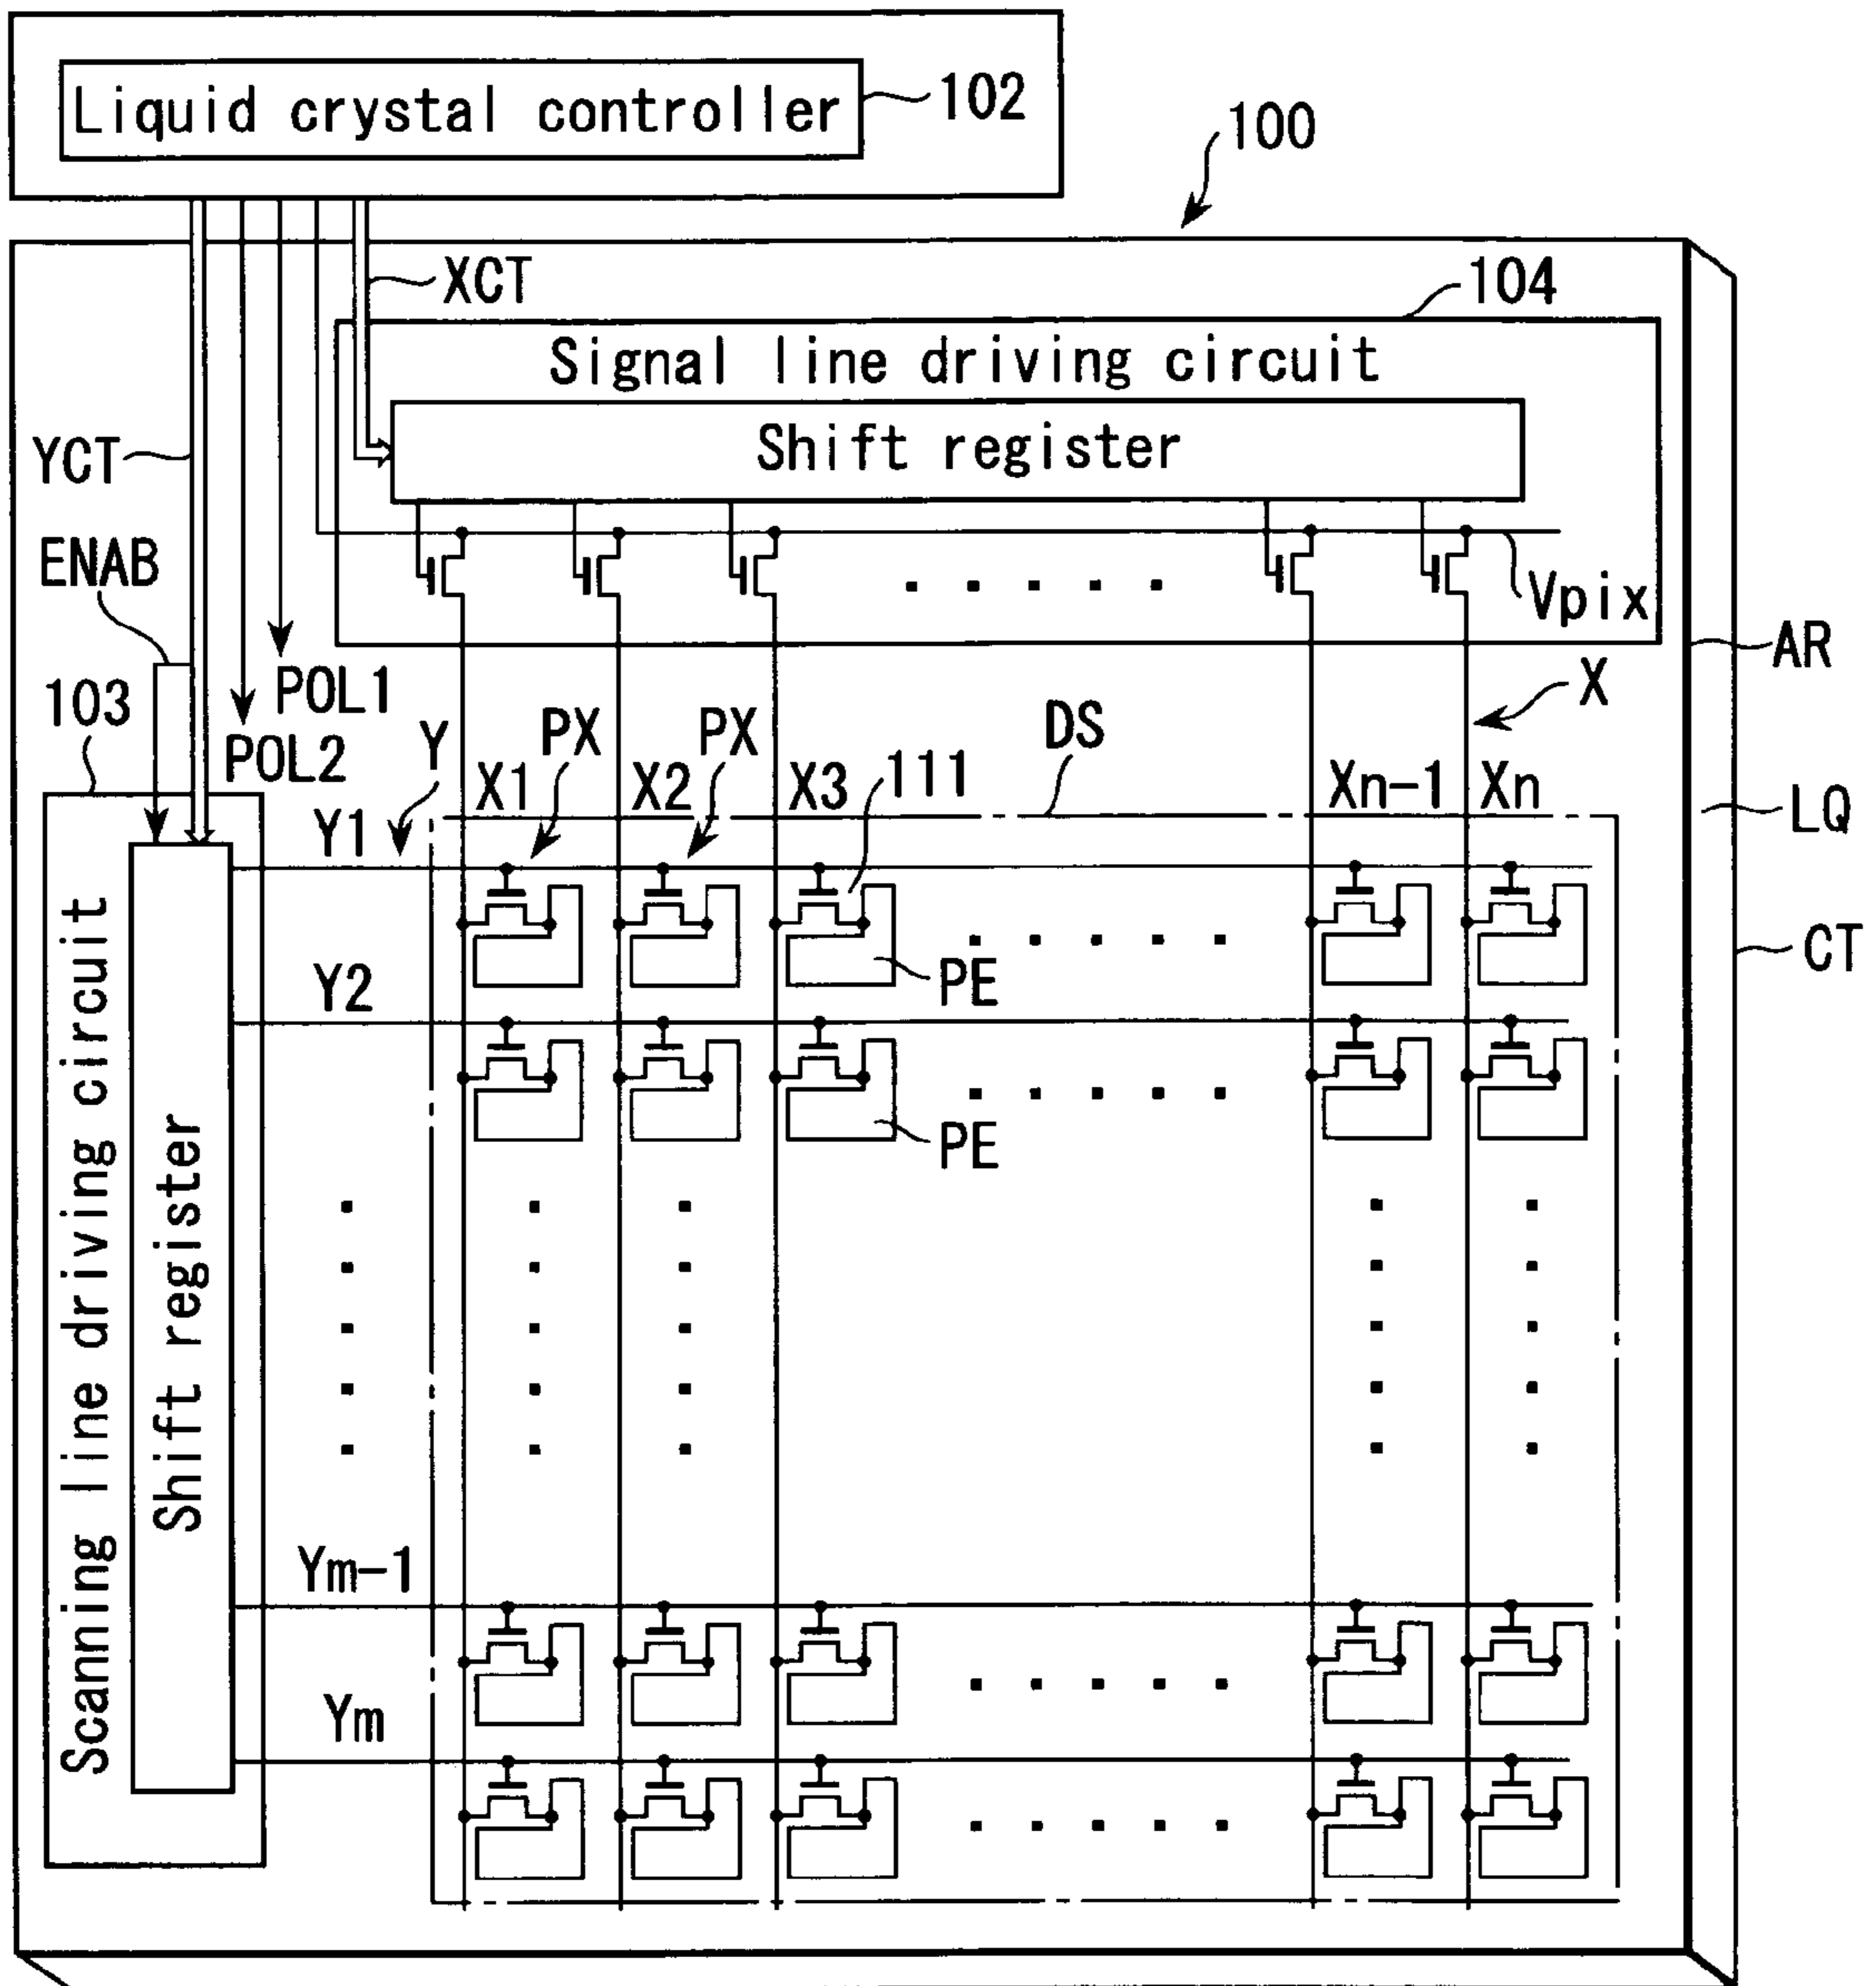 Liquid crystal controller
102
100
XCT
104
Signal line driving circuit
Shift register
YCT
ENAB
Vpix
AR
POL1
X
103
POL2
Y
PX
PX
DS
X1
X2
X3
111
Xn-1
Xn
LQ
Y1
CT
PE
Y2
PE
Scanning line driving circuit
Shift register
Ym-1
Ym